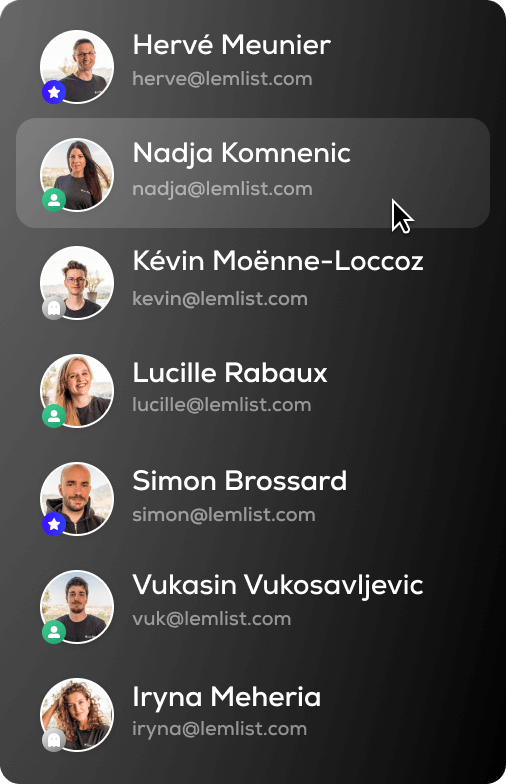 Hervé Meunier
herve@lemlist.com
Nadja Komnenic
nadja@lemlist.com
Kévin Moënne-Loccoz
kevin@lemlist.com
Lucille Rabaux
lucille@lemlist.com
Simon Brossard
simon@lemlist.com
Vukasin Vukosavljevic
vuk@lemlist.com
Iryna Meheria
iryna@lemlist.com